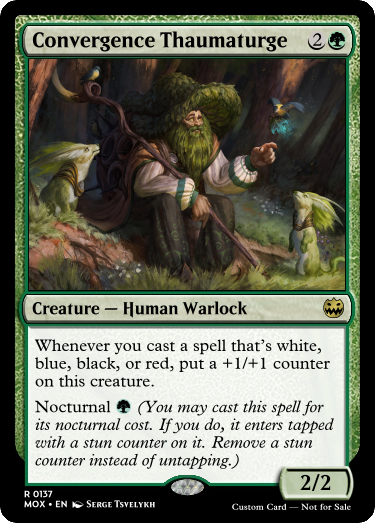 Convergence Thaumaturge 2
Creature — Human Warlock
Whenever you cast a spell that's white,
blue, black, or red, put a +1/+1 counter
on this creature.
Nocturnal (You may cast this spell for
its nocturnal cost. If you do, it enters tapped
with a stun counter on it. Remove a stun
counter instead of untapping.)
2/2
R 0137
MOX • EN Serge Tsvelykh
Custom Card — Not for Sale